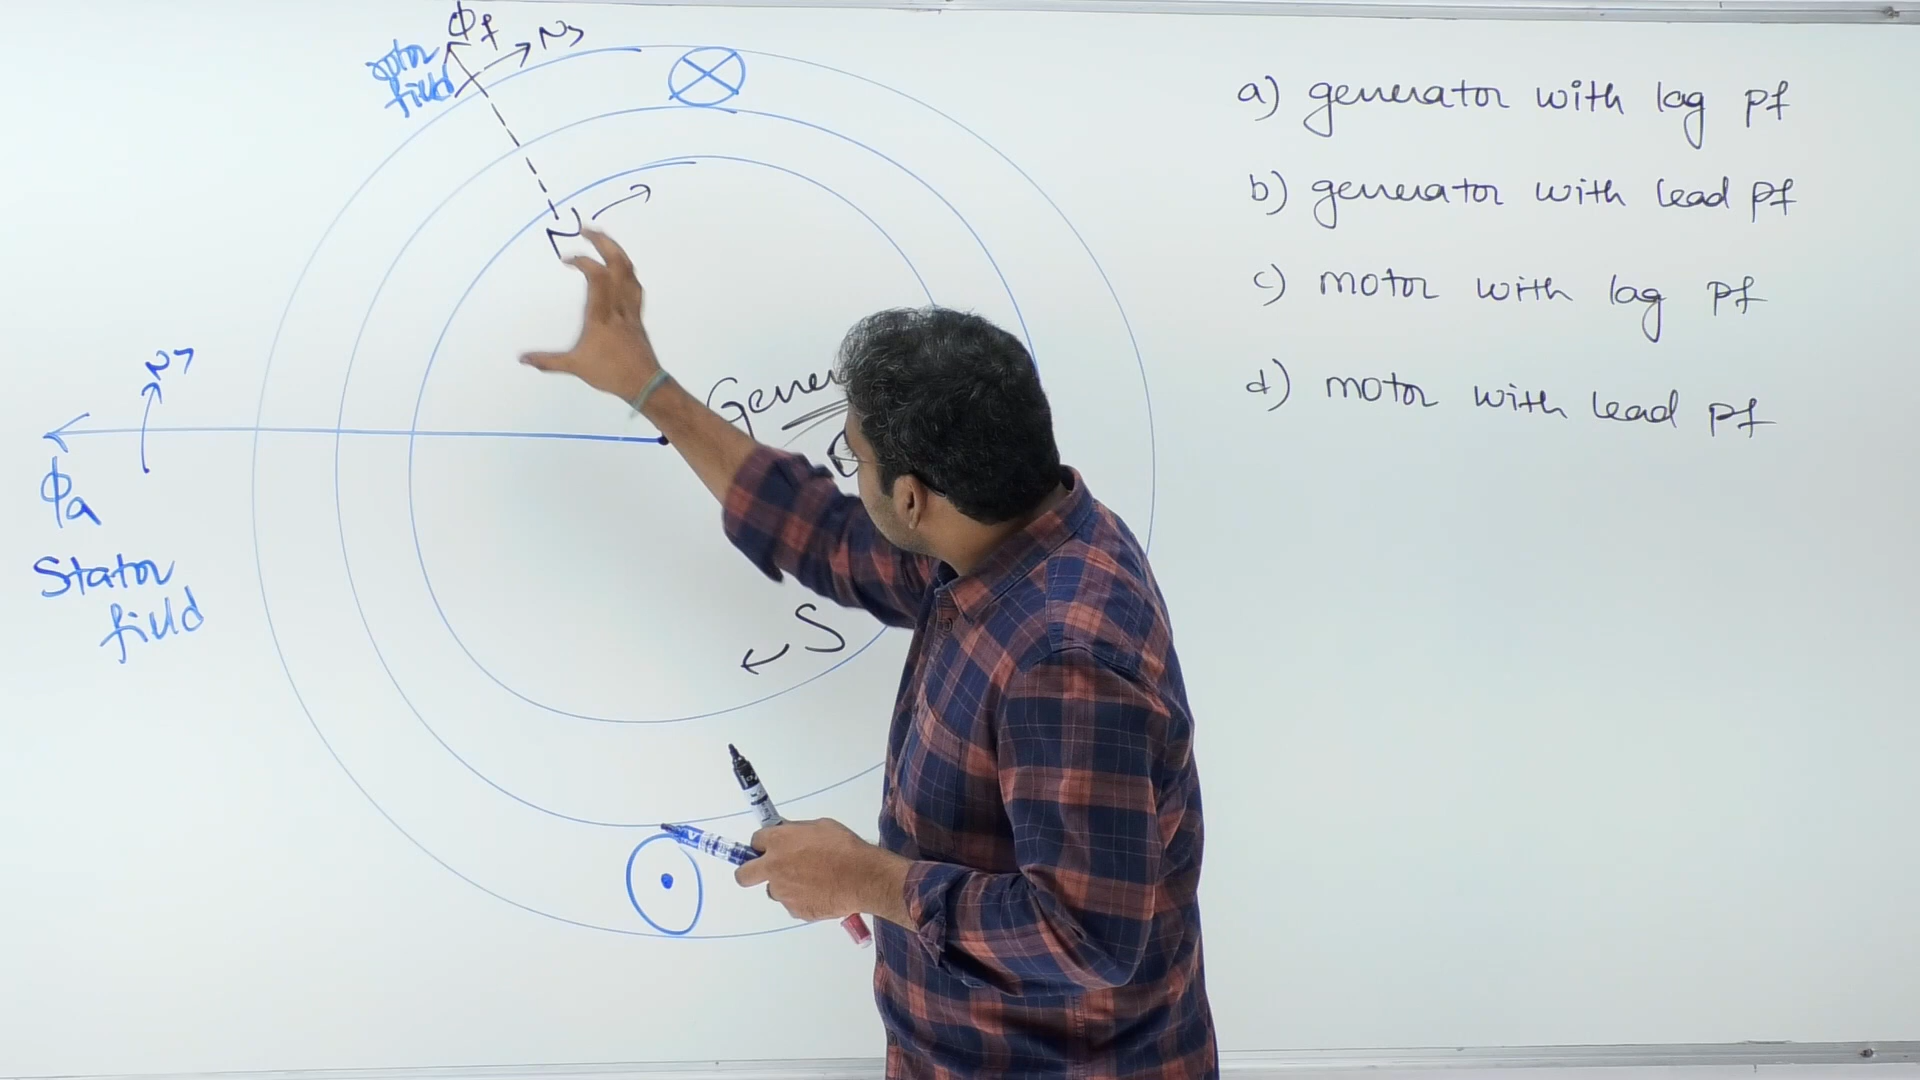 Φf
Ns
rotor
field
N
Ns
Φa
Stator
field
S
a) generator with lag pf
b) generator with lead pf
c) motor with lag pf
d) motor with lead pf